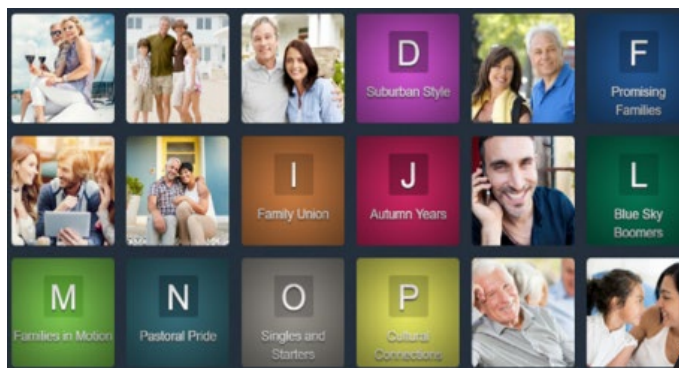 D
Suburban Style
F
Promising
Families
I
Family Union
J
Autumn Years
L
Blue Sky
Boomers
M
Families in Motion
N
Pastoral Pride
O
Singles and
Starters
P
Cultural
Connections